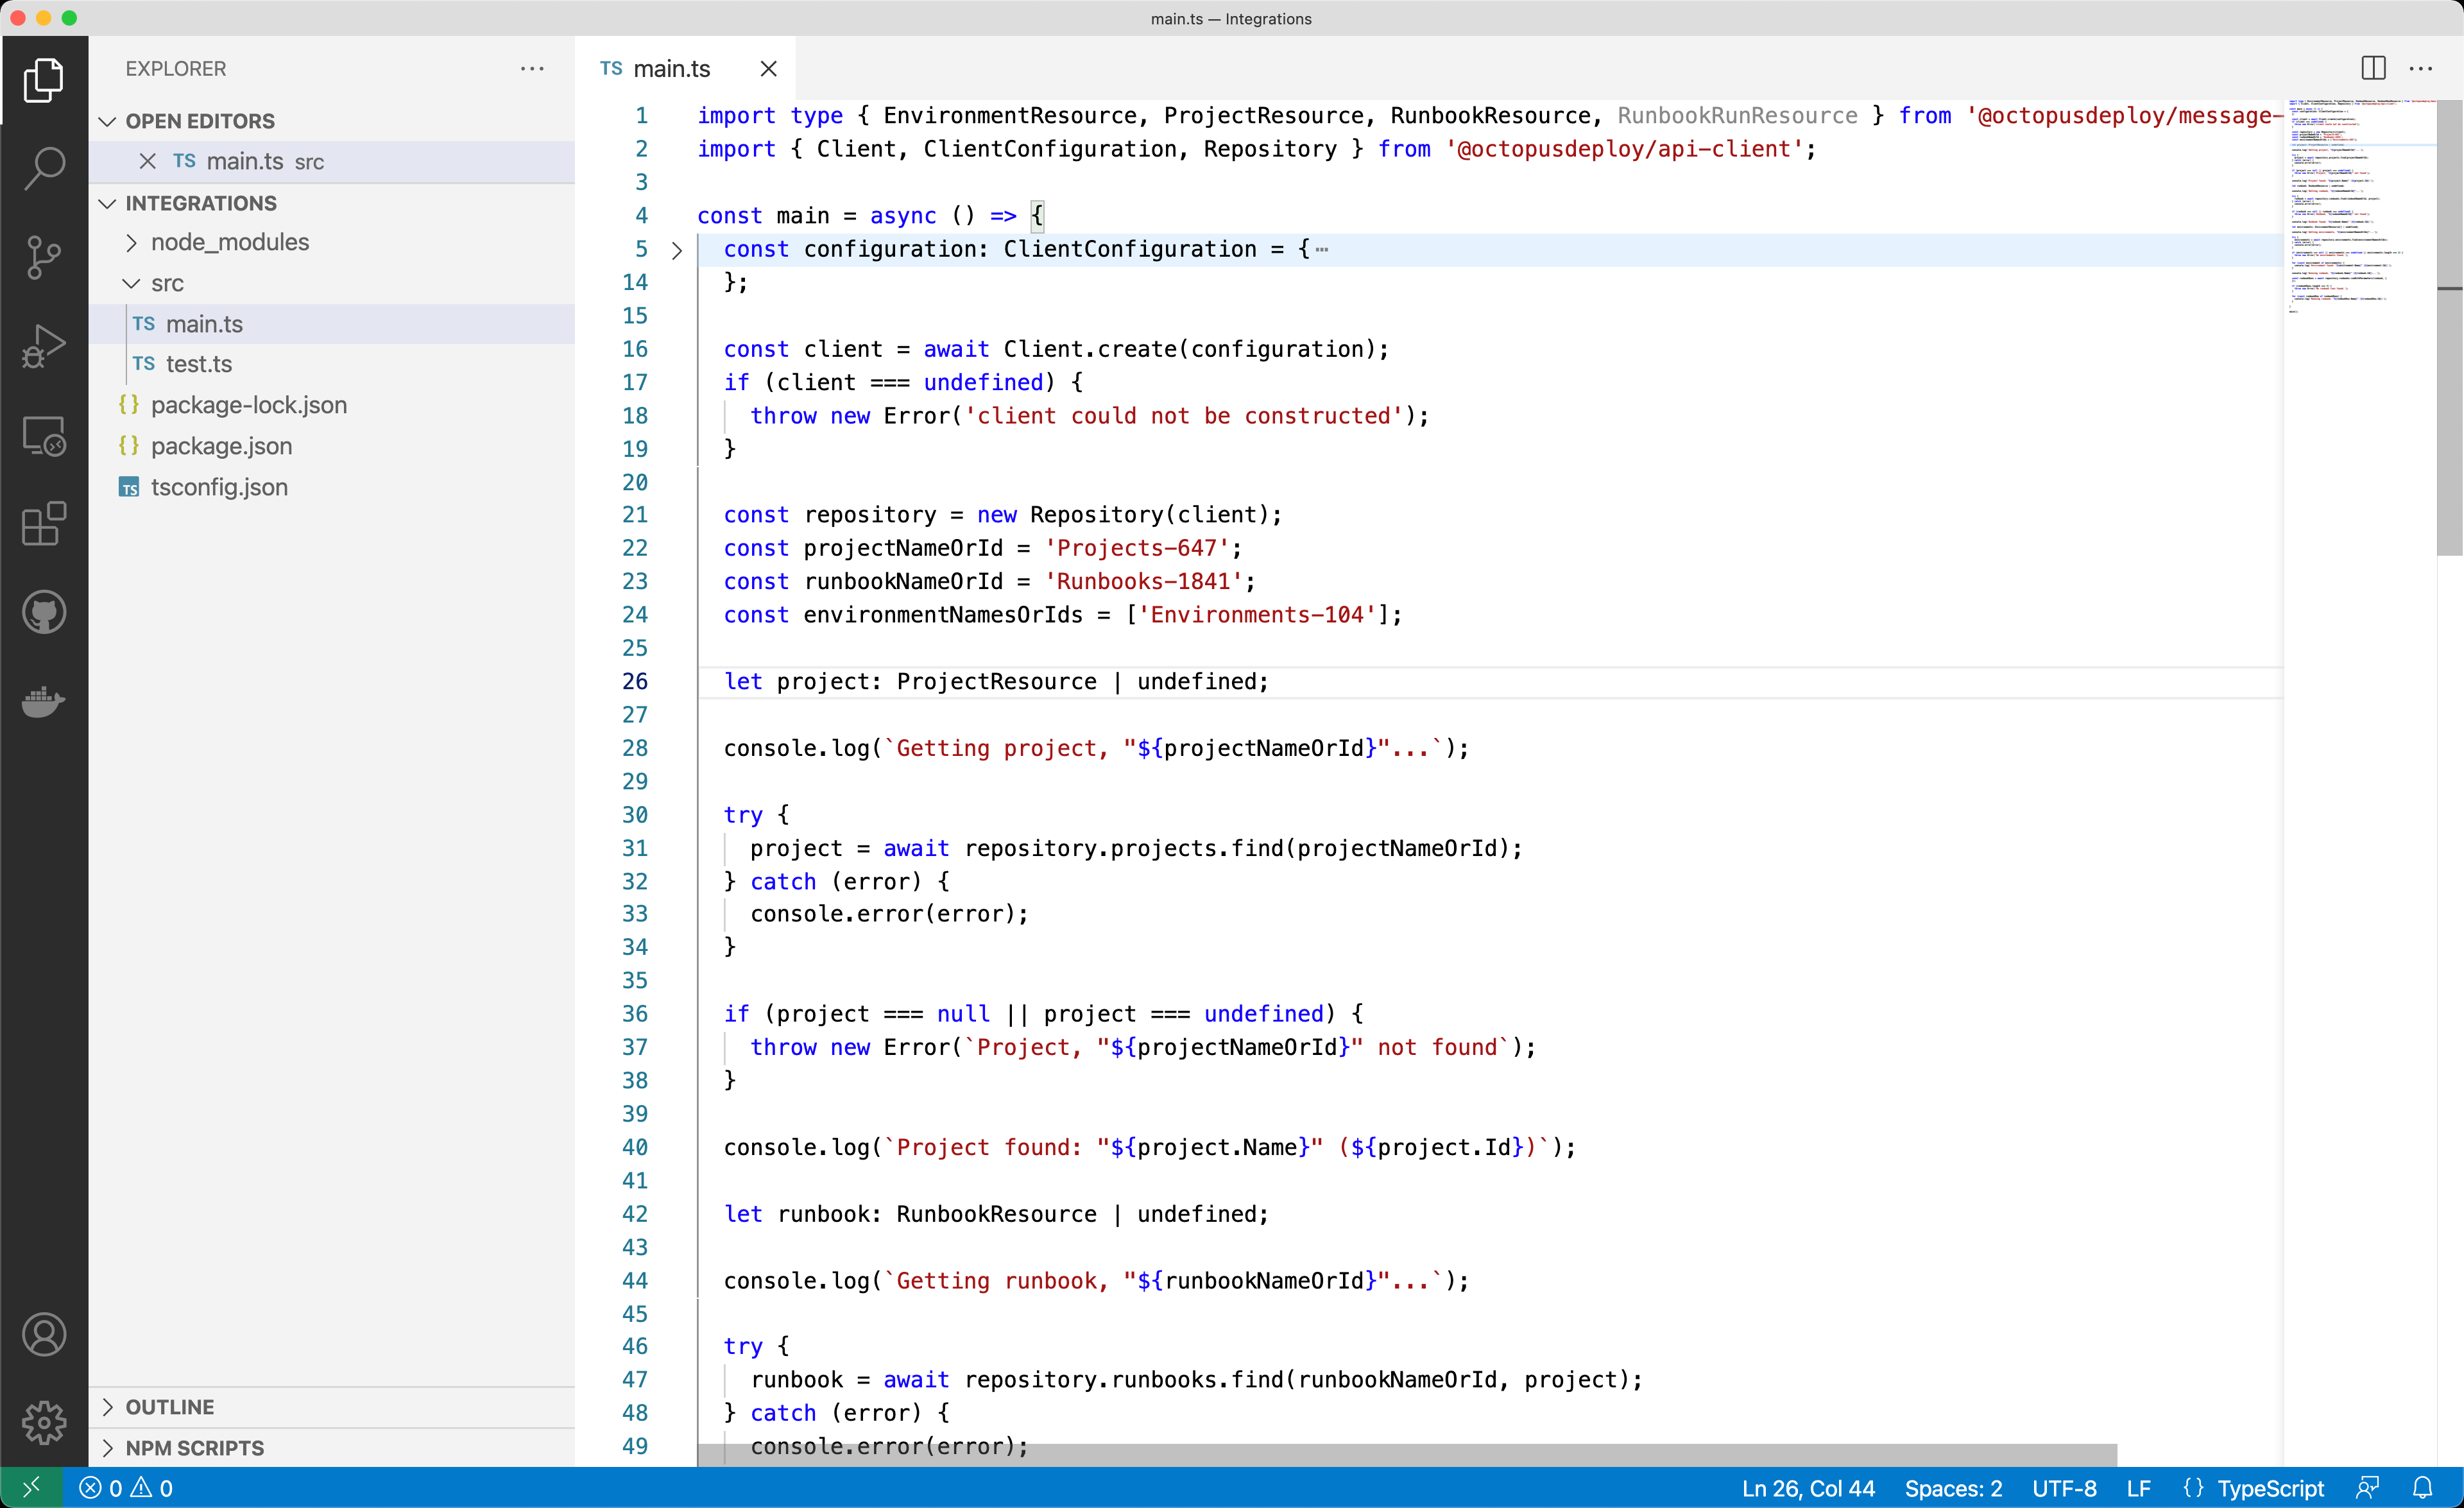 main.ts — Integrations
EXPLORER
OPEN EDITORS
TS main.ts src
INTEGRATIONS
node_modules
src
TS main.ts
TS test.ts
{} package-lock.json
{} package.json
TS tsconfig.json
OUTLINE
NPM SCRIPTS
TS main.ts
1 import type { EnvironmentResource, ProjectResource, RunbookResource, RunbookRunResource } from '@octopusdeploy/message-
2 import { Client, ClientConfiguration, Repository } from '@octopusdeploy/api-client';
3
4 const main = async () => {
5 const configuration: ClientConfiguration = {…
14 };
15
16 const client = await Client.create(configuration);
17 if (client === undefined) {
18 throw new Error('client could not be constructed');
19 }
20
21 const repository = new Repository(client);
22 const projectNameOrId = 'Projects-647';
23 const runbookNameOrId = 'Runbooks-1841';
24 const environmentNamesOrIds = ['Environments-104'];
25
26 let project: ProjectResource | undefined;
27
28 console.log(`Getting project, "${projectNameOrId}"...`);
29
30 try {
31 project = await repository.projects.find(projectNameOrId);
32 } catch (error) {
33 console.error(error);
34 }
35
36 if (project === null || project === undefined) {
37 throw new Error(`Project, "${projectNameOrId}" not found`);
38 }
39
40 console.log(`Project found: "${project.Name}" (${project.Id})`);
41
42 let runbook: RunbookResource | undefined;
43
44 console.log(`Getting runbook, "${runbookNameOrId}"...`);
45
46 try {
47 runbook = await repository.runbooks.find(runbookNameOrId, project);
48 } catch (error) {
49 console.error(error);
0 0
Ln 26, Col 44 Spaces: 2 UTF-8 LF {} TypeScript